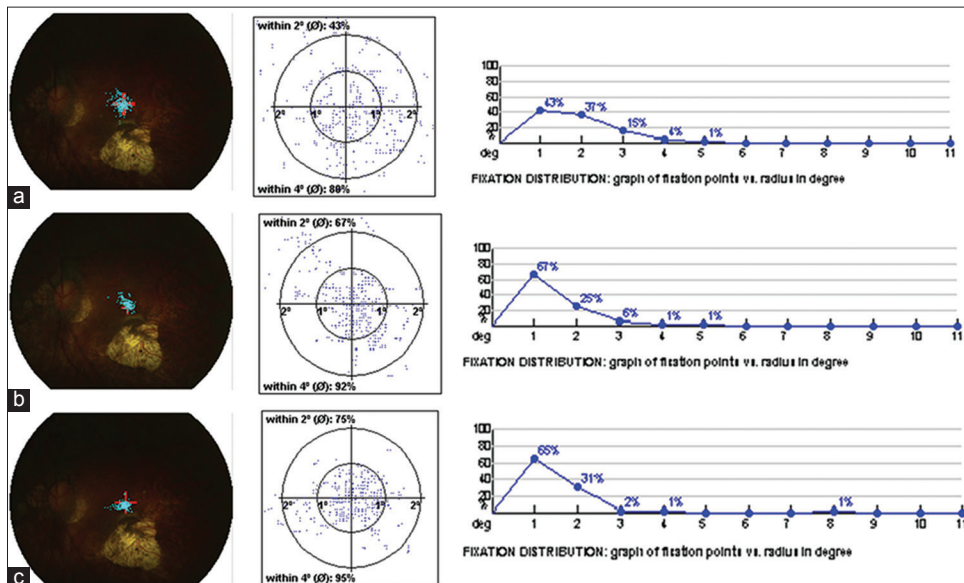 within 2° (Ø): 43%
2° 1° 1° 2°
within 4° (Ø): 80%
100
80
60
40
20
%
43% 37% 15% 4% 1%
deg 1 2 3 4 5 6 7 8 9 10 11
FIXATION DISTRIBUTION: graph of fixation points vs. radius in degree
a
within 2° (Ø): 67%
2° 1° 1° 2°
within 4° (Ø): 92%
100
80
60
40
20
%
67% 25% 6% 1% 1%
deg 1 2 3 4 5 6 7 8 9 10 11
FIXATION DISTRIBUTION: graph of fixation points vs. radius in degree
b
within 2° (Ø): 75%
2° 1° 1° 2°
within 4° (Ø): 95%
100
80
60
40
20
%
65% 31% 2% 1% 1%
deg 1 2 3 4 5 6 7 8 9 10 11
FIXATION DISTRIBUTION: graph of fixation points vs. radius in degree
c